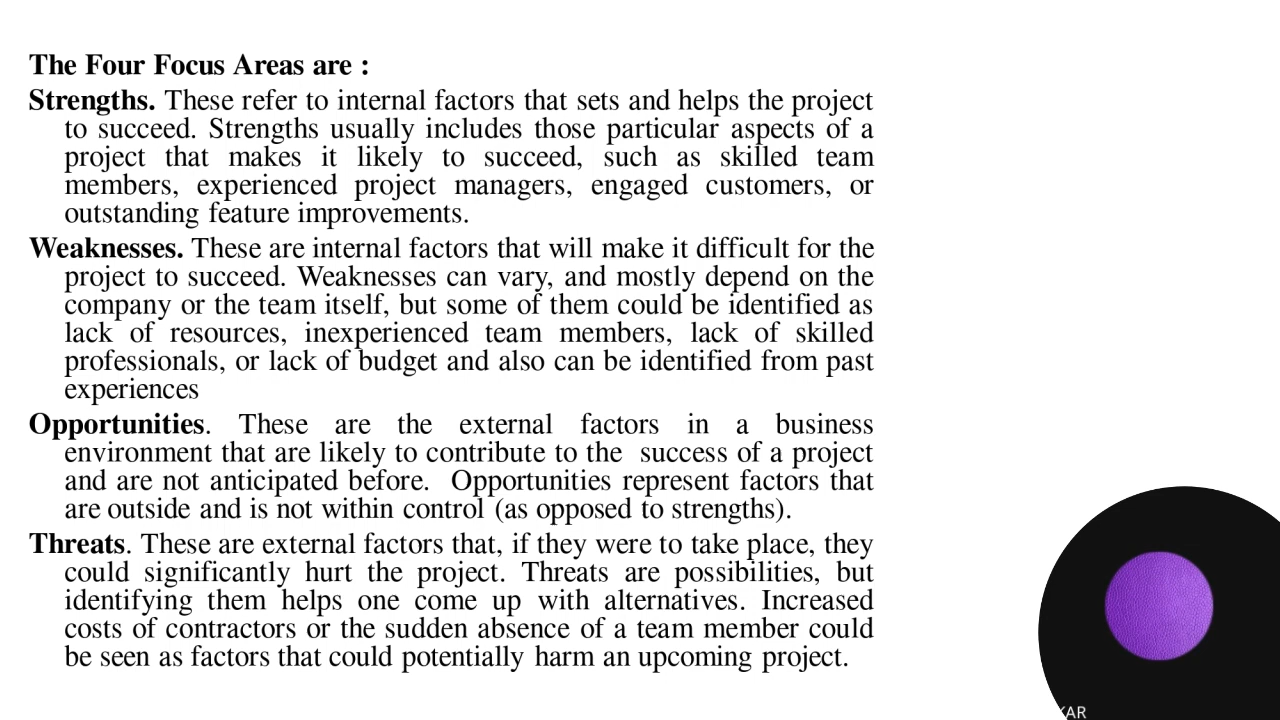 The Four Focus Areas are :
Strengths. These refer to internal factors that sets and helps the project
to succeed. Strengths usually includes those particular aspects of a
project that makes it likely to succeed, such as skilled team
members, experienced project managers, engaged customers, or
outstanding feature improvements.
Weaknesses. These are internal factors that will make it difficult for the
project to succeed. Weaknesses can vary, and mostly depend on the
company or the team itself, but some of them could be identified as
lack of resources, inexperienced team members, lack of skilled
professionals, or lack of budget and also can be identified from past
experiences
Opportunities. These are the external factors in a business
environment that are likely to contribute to the success of a project
and are not anticipated before. Opportunities represent factors that
are outside and is not within control (as opposed to strengths).
Threats. These are external factors that, if they were to take place, they
could significantly hurt the project. Threats are possibilities, but
identifying them helps one come up with alternatives. Increased
costs of contractors or the sudden absence of a team member could
be seen as factors that could potentially harm an upcoming project.